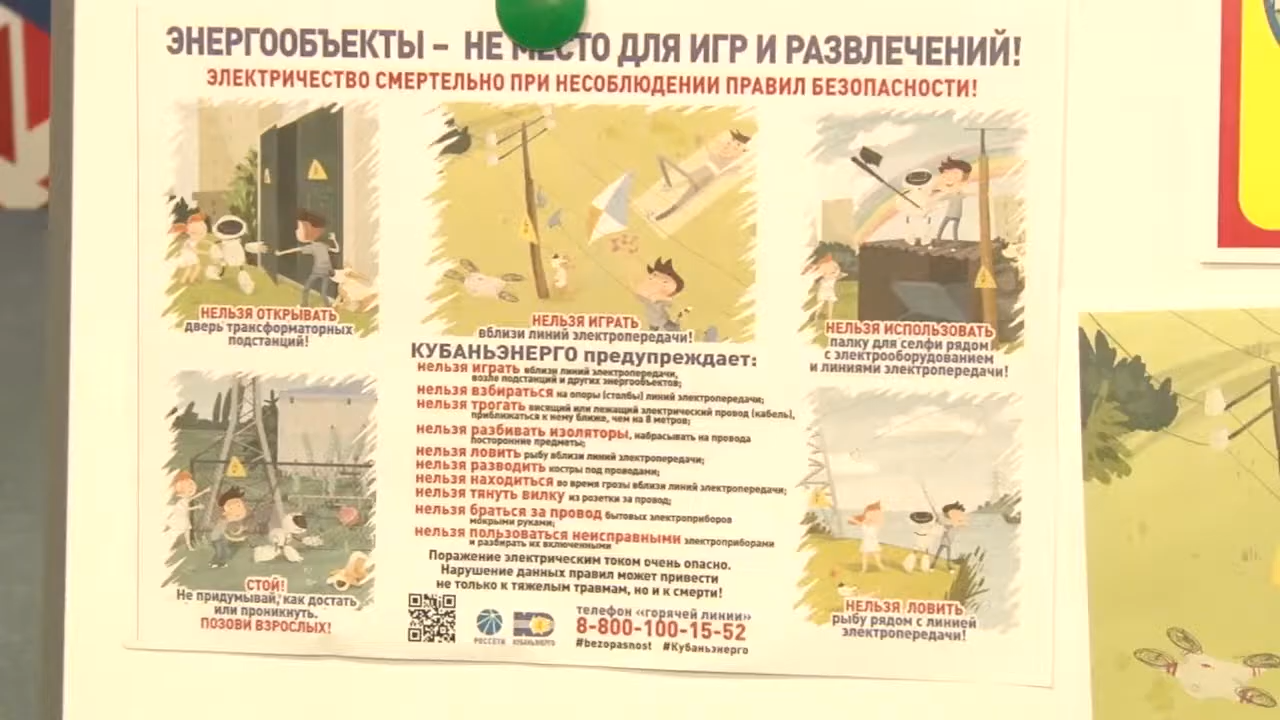 ЭНЕРГООБЪЕКТЫ – НЕ МЕСТО ДЛЯ ИГР И РАЗВЛЕЧЕНИЙ!
ЭЛЕКТРИЧЕСТВО СМЕРТЕЛЬНО ПРИ НЕСОБЛЮДЕНИИ ПРАВИЛ БЕЗОПАСНОСТИ!
НЕЛЬЗЯ ОТКРЫВАТЬ
дверь трансформаторных
подстанций!
НЕЛЬЗЯ ИГРАТЬ
вблизи линий электропередачи!
НЕЛЬЗЯ ИСПОЛЬЗОВАТЬ
палку для селфи рядом
с электрооборудованием
и линиями электропередачи!
КУБАНЬЭНЕРГО предупреждает:
нельзя играть вблизи линий электропередачи,
возле подстанций и других энергообъектов;
нельзя взбираться на опоры (столбы) линий электропередачи;
нельзя трогать висящий или лежащий электрический провод (кабель),
приближаться к нему ближе, чем на 8 метров;
нельзя разбивать изоляторы, набрасывать на провода
посторонние предметы;
нельзя ловить рыбу вблизи линий электропередачи;
нельзя разводить костры под проводами;
нельзя находиться во время грозы вблизи линий электропередачи;
нельзя тянуть вилку из розетки за провод;
нельзя браться за провод бытовых электроприборов
мокрыми руками;
нельзя пользоваться неисправными электроприборами
и разбирать их включенными
Поражение электрическим током очень опасно.
Нарушение данных правил может привести
не только к тяжелым травмам, но и к смерти!
СТОЙ!
Не придумывай, как достать
или проникнуть.
ПОЗОВИ ВЗРОСЛЫХ!
НЕЛЬЗЯ ЛОВИТЬ
рыбу рядом с линией
электропередачи!
РОССЕТИ
КУБАНЬЭНЕРГО
телефон «горячей линии»
8-800-100-15-52
#bezopasnost #Кубаньэнерго